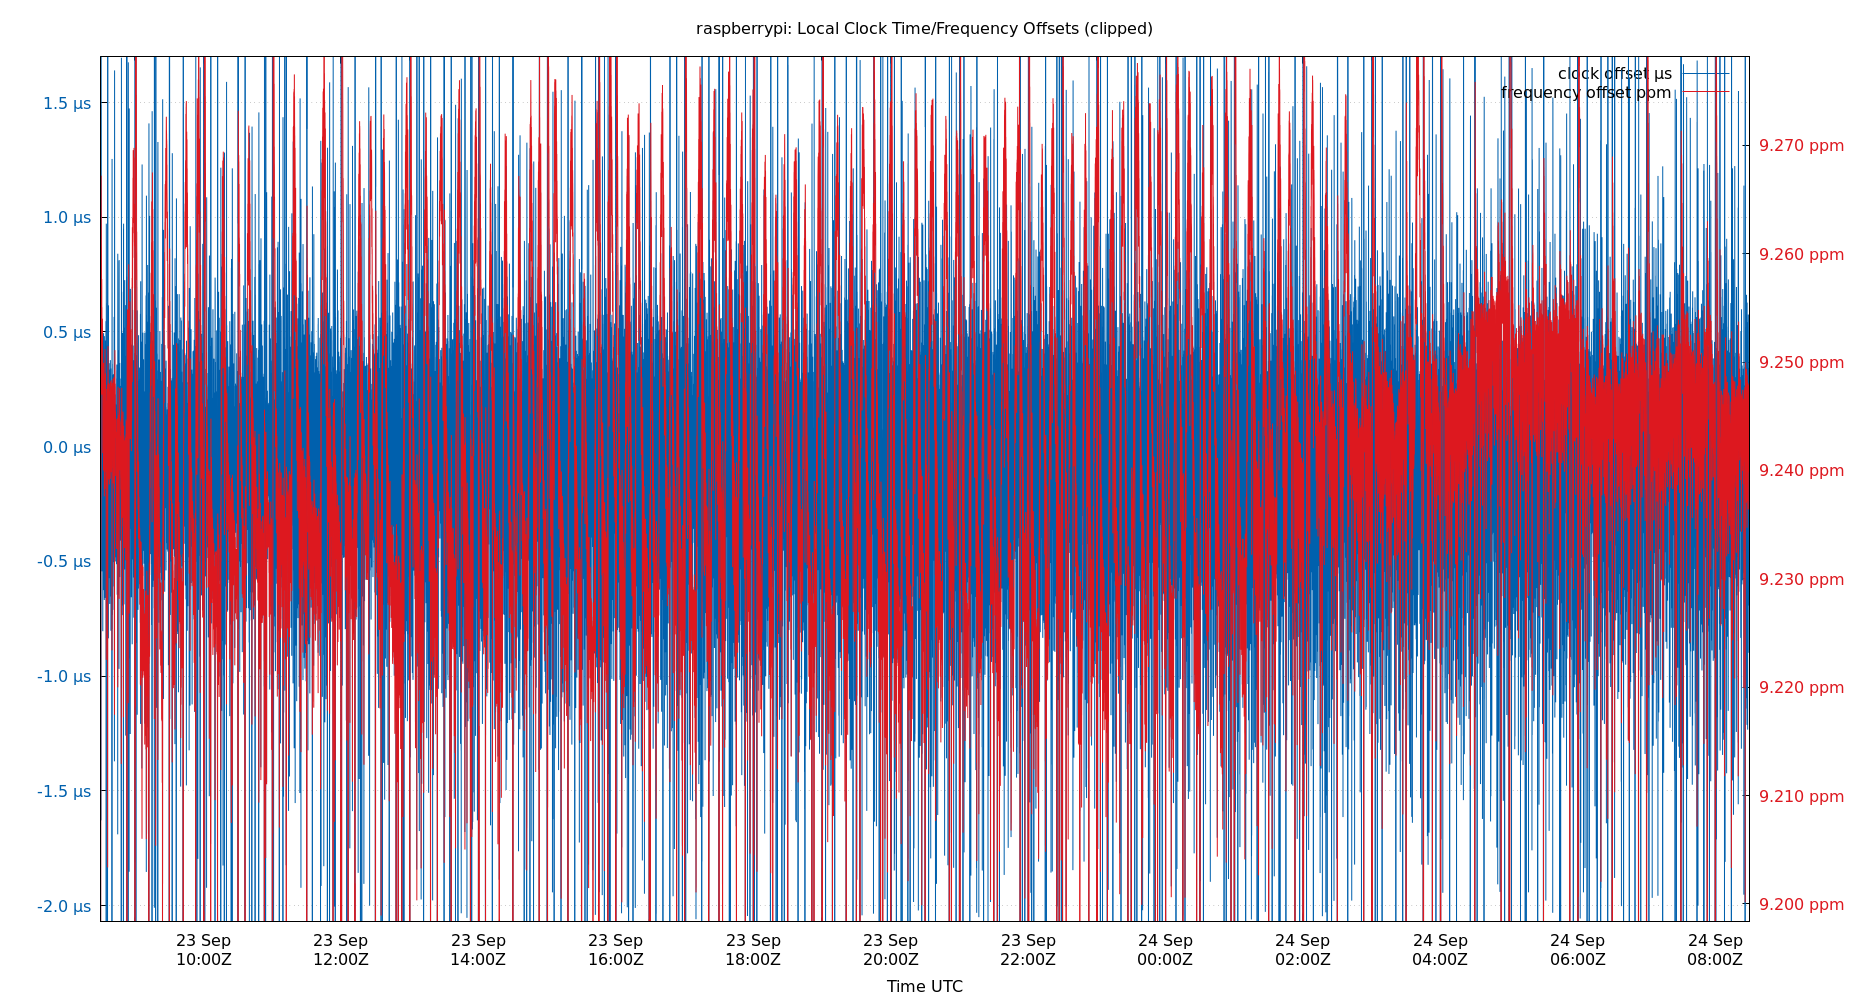 raspberrypi: Local Clock Time/Frequency Offsets (clipped)
clock offset µs
frequency offset ppm
1.5 µs
1.0 µs
0.5 µs
0.0 µs
-0.5 µs
-1.0 µs
-1.5 µs
-2.0 µs
9.270 ppm
9.260 ppm
9.250 ppm
9.240 ppm
9.230 ppm
9.220 ppm
9.210 ppm
9.200 ppm
23 Sep 23 Sep 23 Sep 23 Sep 23 Sep 23 Sep 23 Sep 24 Sep 24 Sep 24 Sep 24 Sep 24 Sep
10:00Z 12:00Z 14:00Z 16:00Z 18:00Z 20:00Z 22:00Z 00:00Z 02:00Z 04:00Z 06:00Z 08:00Z
Time UTC